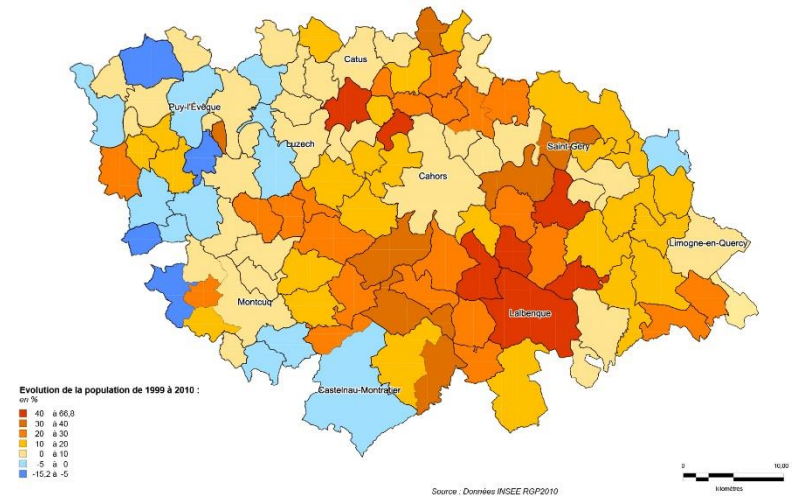 Catus
Puy-l'Évêque
Luzech
Saint-Géry
Cahors
Limogne-en-Quercy
Montcuq
Lalbenque
Castelnau-Montratier
Evolution de la population de 1999 à 2010 :
en %
40 à 66,8
30 à 40
20 à 30
10 à 20
0 à 10
-5 à 0
-15,2 à -5
0 10,00
kilomètres
Source : Données INSEE RGP2010